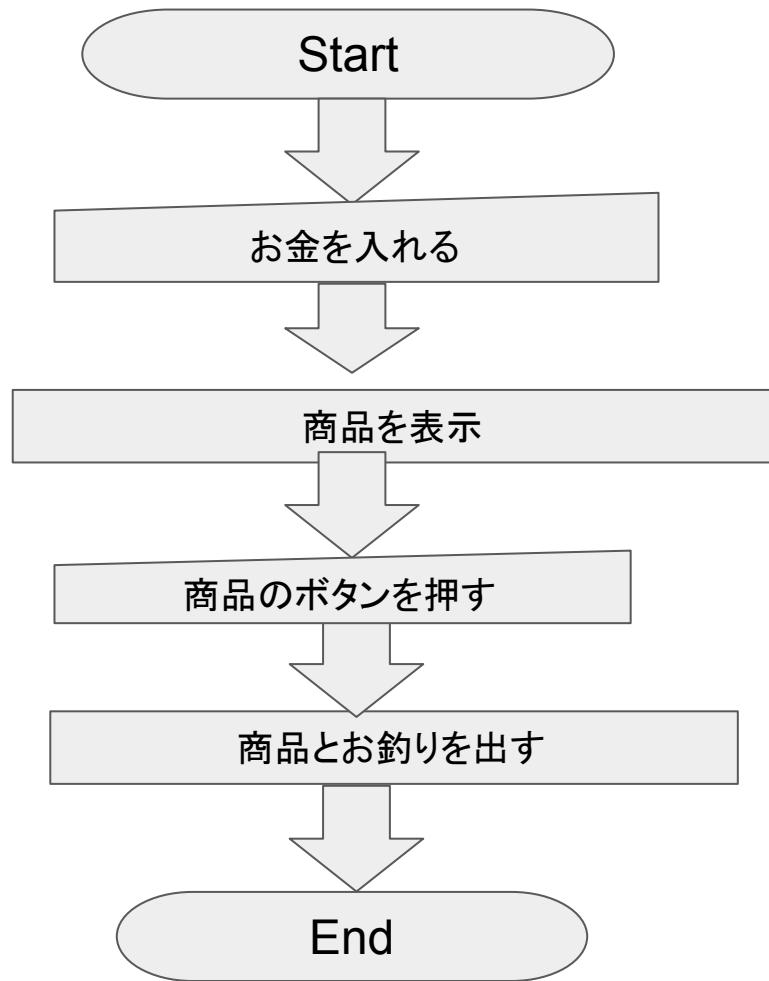 Start
お金を入れる
商品を表示
商品のボタンを押す
商品とお釣りを出す
End